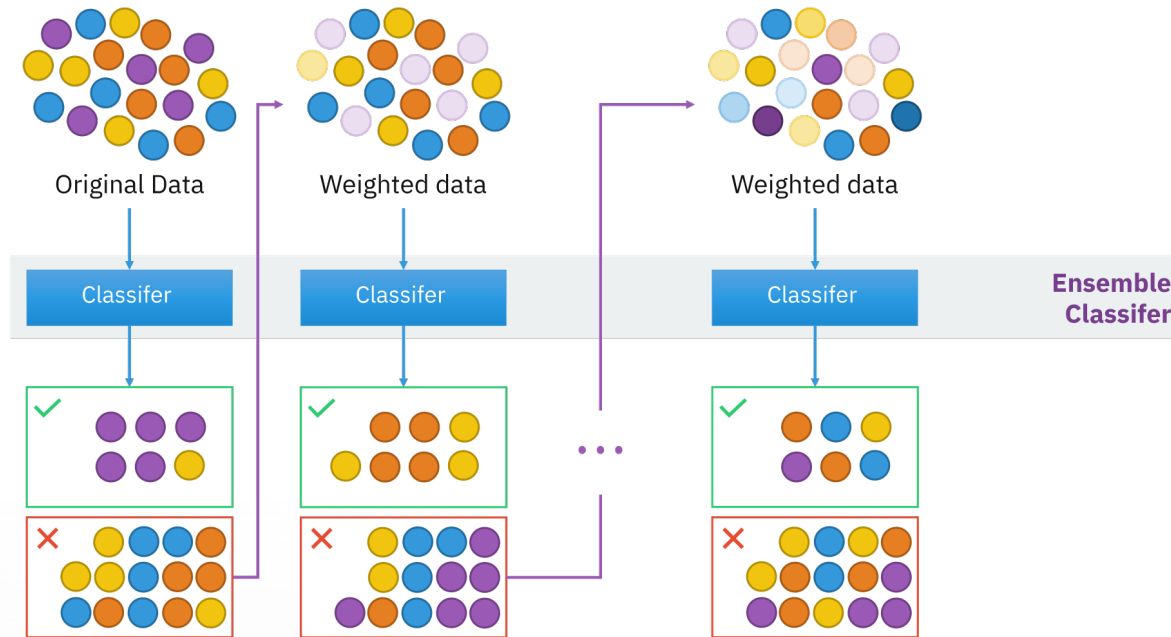 Original Data
Weighted data
Weighted data
Classifer
Classifer
Classifer
Ensemble
Classifer